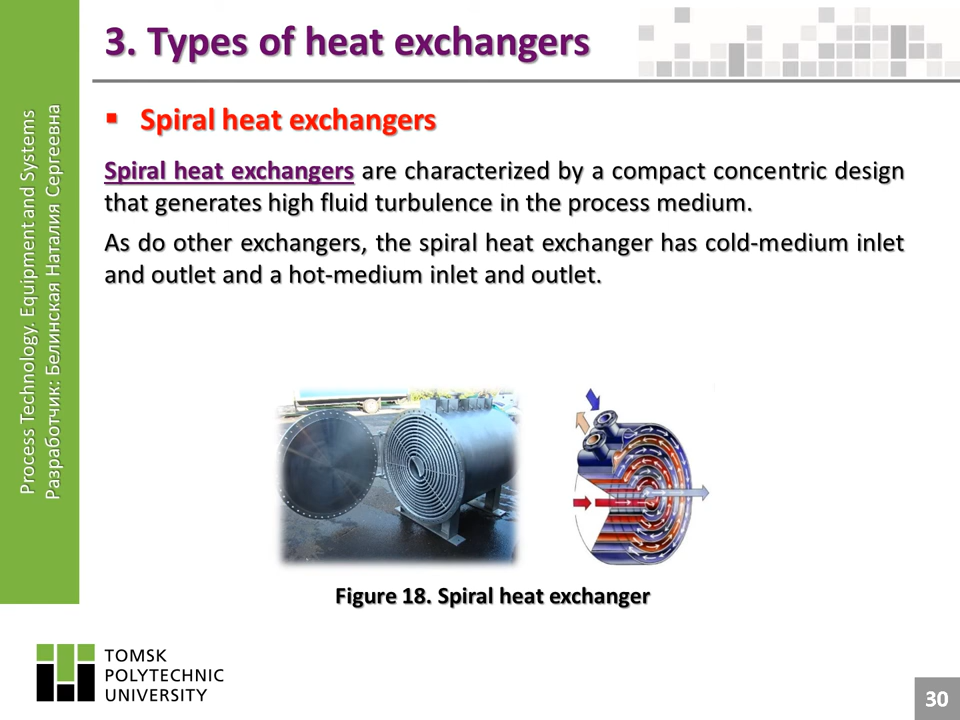 3. Types of heat exchangers
▪ Spiral heat exchangers
Spiral heat exchangers are characterized by a compact concentric design
that generates high fluid turbulence in the process medium.
As do other exchangers, the spiral heat exchanger has cold-medium inlet
and outlet and a hot-medium inlet and outlet.
Figure 18. Spiral heat exchanger
Process Technology. Equipment and Systems
Разработчик: Белинская Наталия Сергеевна
TOMSK
POLYTECHNIC
UNIVERSITY
30